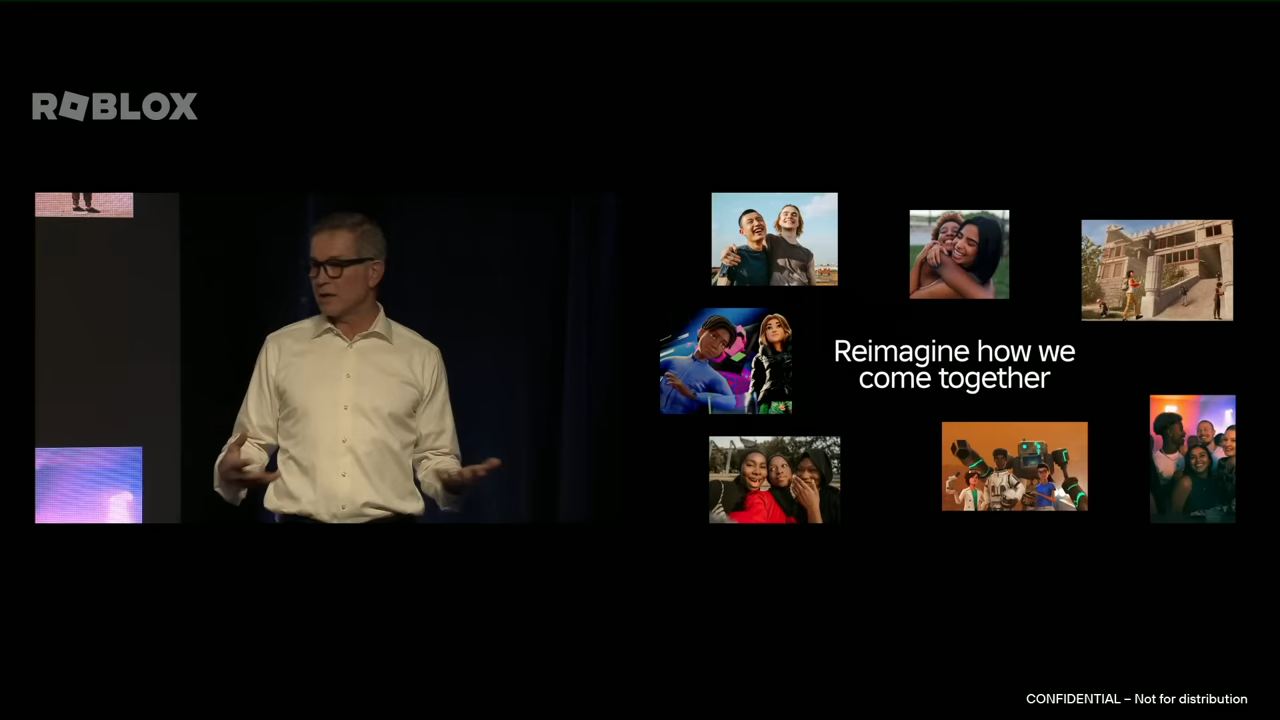 ROBLOX
Reimagine how we
come together
CONFIDENTIAL – Not for distribution